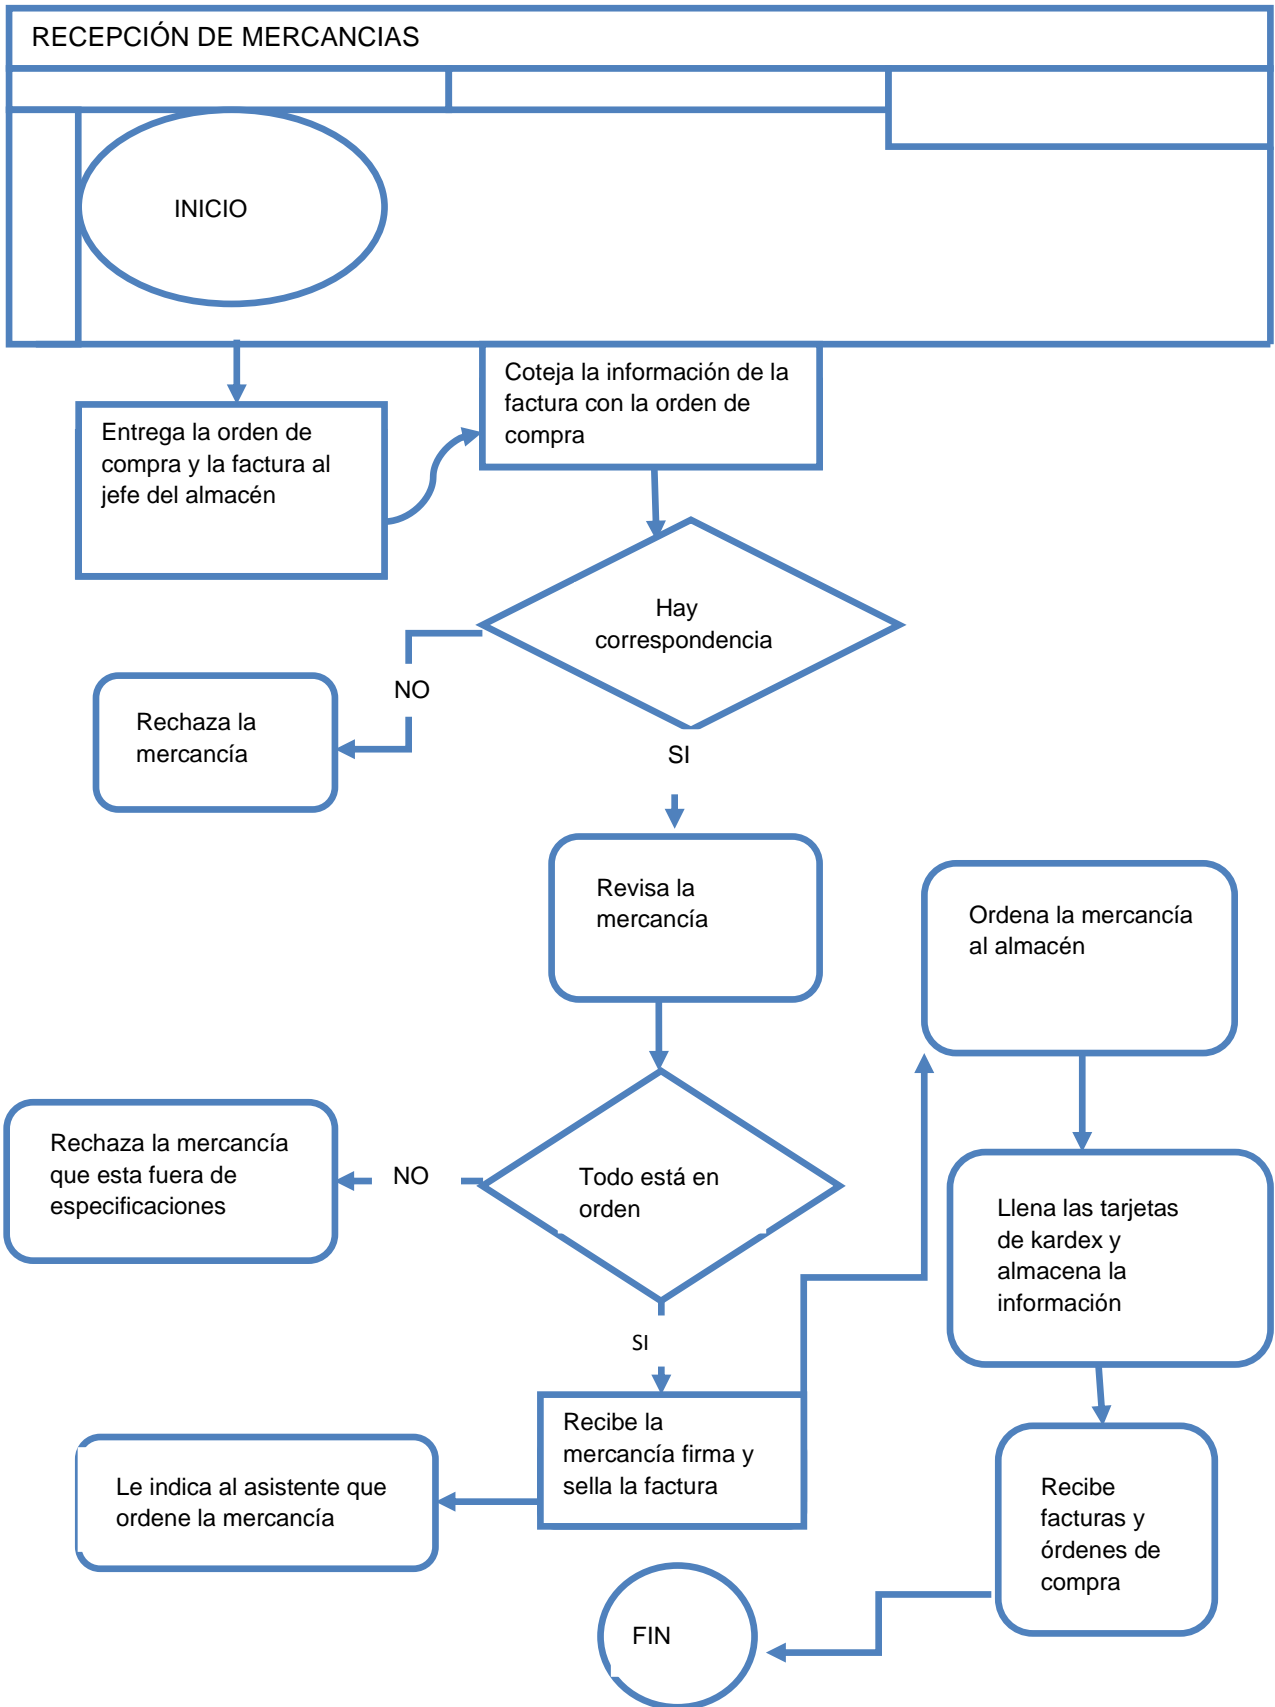 RECEPCIÓN DE MERCANCIAS
INICIO
Coteja la información de la
factura con la orden de
compra
Entrega la orden de
compra y la factura al
jefe del almacén
Hay
correspondencia
NO
Rechaza la
mercancía
SI
Revisa la
mercancía
Ordena la mercancía
al almacén
Rechaza la mercancía
que esta fuera de
especificaciones
NO
Todo está en
orden
Llena las tarjetas
de kardex y
almacena la
información
SI
Recibe la
mercancía firma y
sella la factura
Le indica al asistente que
ordene la mercancía
Recibe
facturas y
órdenes de
compra
FIN